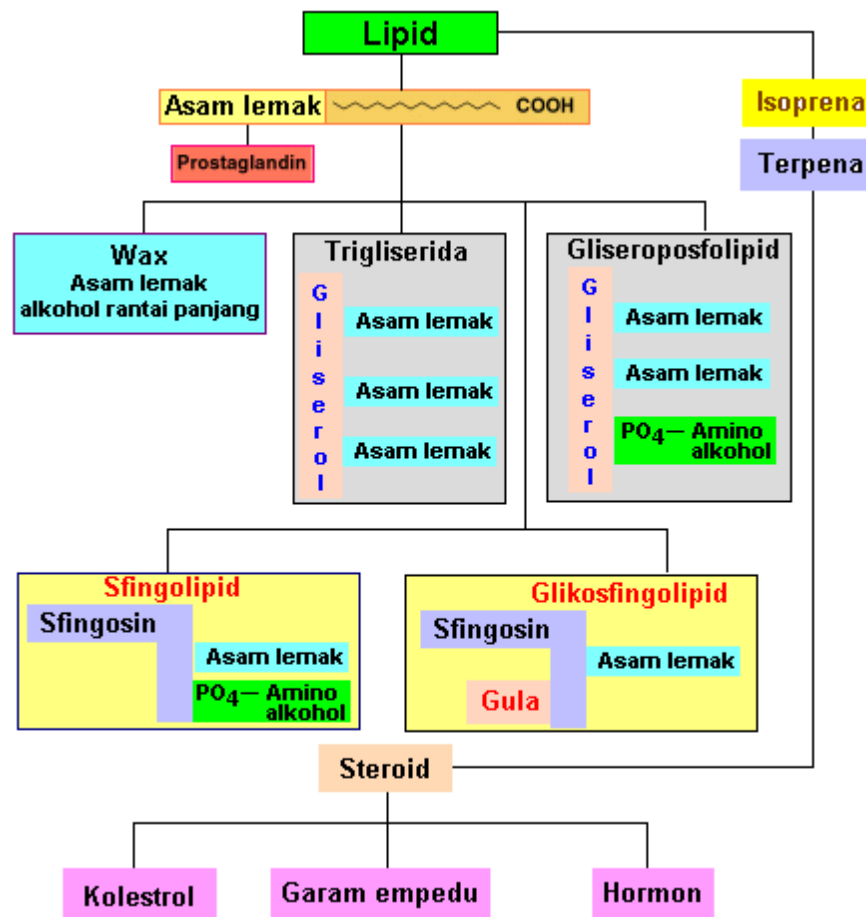 Lipid
Asam lemak
COOH
Isoprena
Prostaglandin
Terpena
Wax
Asam lemak
alkohol rantai panjang
Trigliserida
Gliserol
Asam lemak
Asam lemak
Asam lemak
Gliseroposfolipid
Gliserol
Asam lemak
Asam lemak
PO4— Amino
alkohol
Sfingolipid
Sfingosin
Asam lemak
PO4— Amino
alkohol
Glikosfingolipid
Sfingosin
Asam lemak
Gula
Steroid
Kolestrol
Garam empedu
Hormon